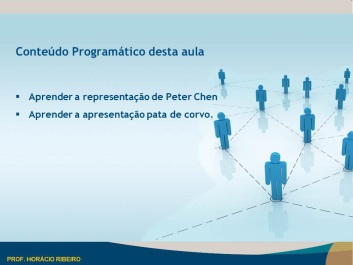 Conteúdo Programático desta aula
▪ Aprender a representação de Peter Chen
▪ Aprender a apresentação pata de corvo.
PROF. HORÁCIO RIBEIRO